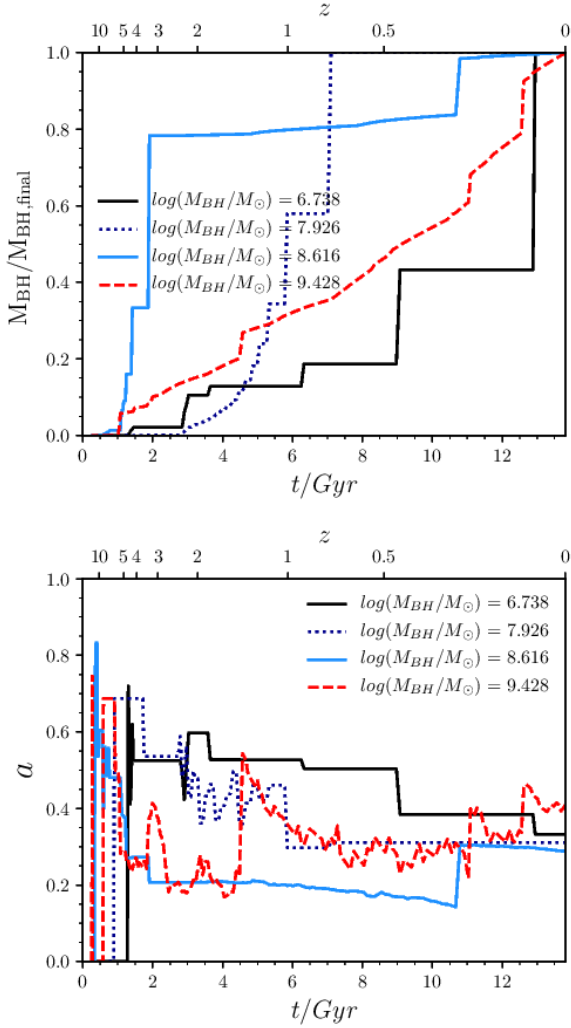 z
10 5 4 3 2 1 0.5 0
1.0
0.8
0.6
0.4
0.2
0.0
M_BH/M_BH,final
log(M_BH/M_⊙) = 6.738
log(M_BH/M_⊙) = 7.926
log(M_BH/M_⊙) = 8.616
log(M_BH/M_⊙) = 9.428
0 2 4 6 8 10 12
t/Gyr
z
10 5 4 3 2 1 0.5 0
1.0
0.8
0.6
0.4
0.2
0.0
a
log(M_BH/M_⊙) = 6.738
log(M_BH/M_⊙) = 7.926
log(M_BH/M_⊙) = 8.616
log(M_BH/M_⊙) = 9.428
0 2 4 6 8 10 12
t/Gyr